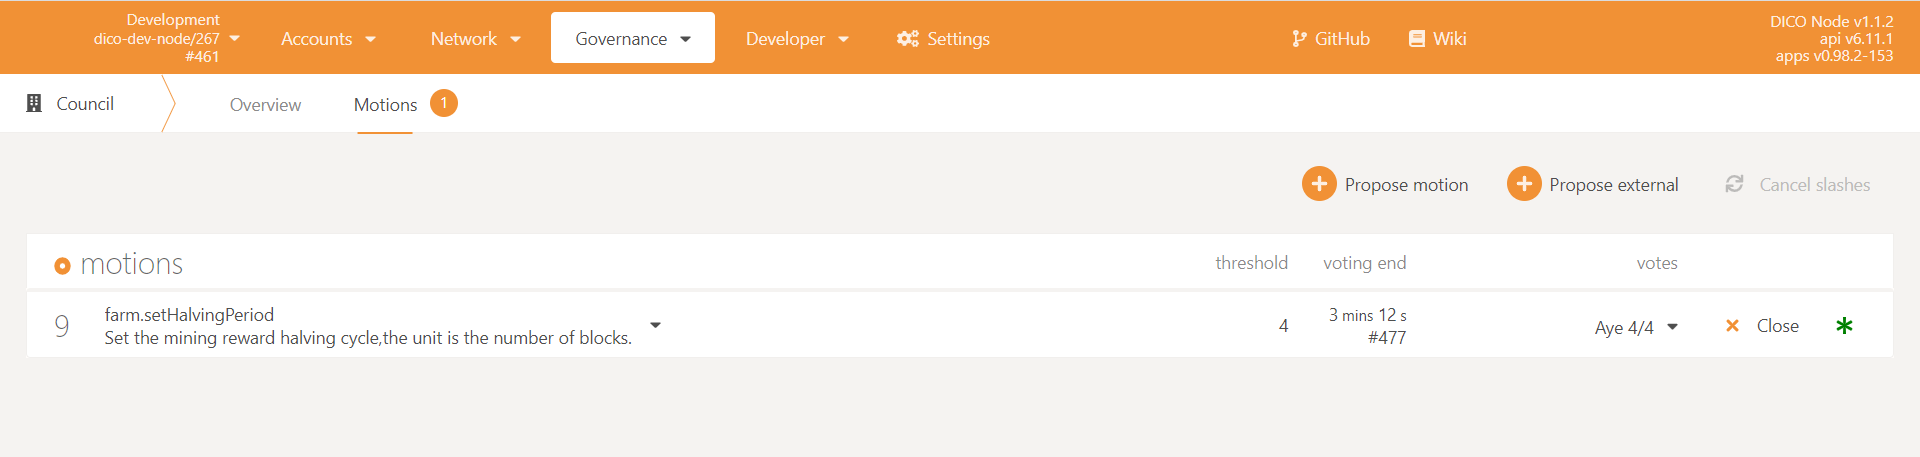 Development
dico-dev-node/267
#461
Accounts
Network
Governance
Developer
Settings
GitHub
Wiki
DICO Node v1.1.2
api v6.11.1
apps v0.98.2-153
Council
Overview
Motions
1
Propose motion
Propose external
Cancel slashes
motions
threshold
voting end
votes
9
farm.setHalvingPeriod
Set the mining reward halving cycle,the unit is the number of blocks.
4
3 mins 12 s
#477
Aye 4/4
Close